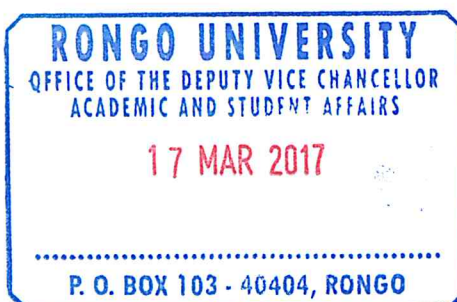 RONGO UNIVERSITY
OFFICE OF THE DEPUTY VICE CHANCELLOR
ACADEMIC AND STUDENT AFFAIRS
17 MAR 2017
P. O. BOX 103 - 40404, RONGO